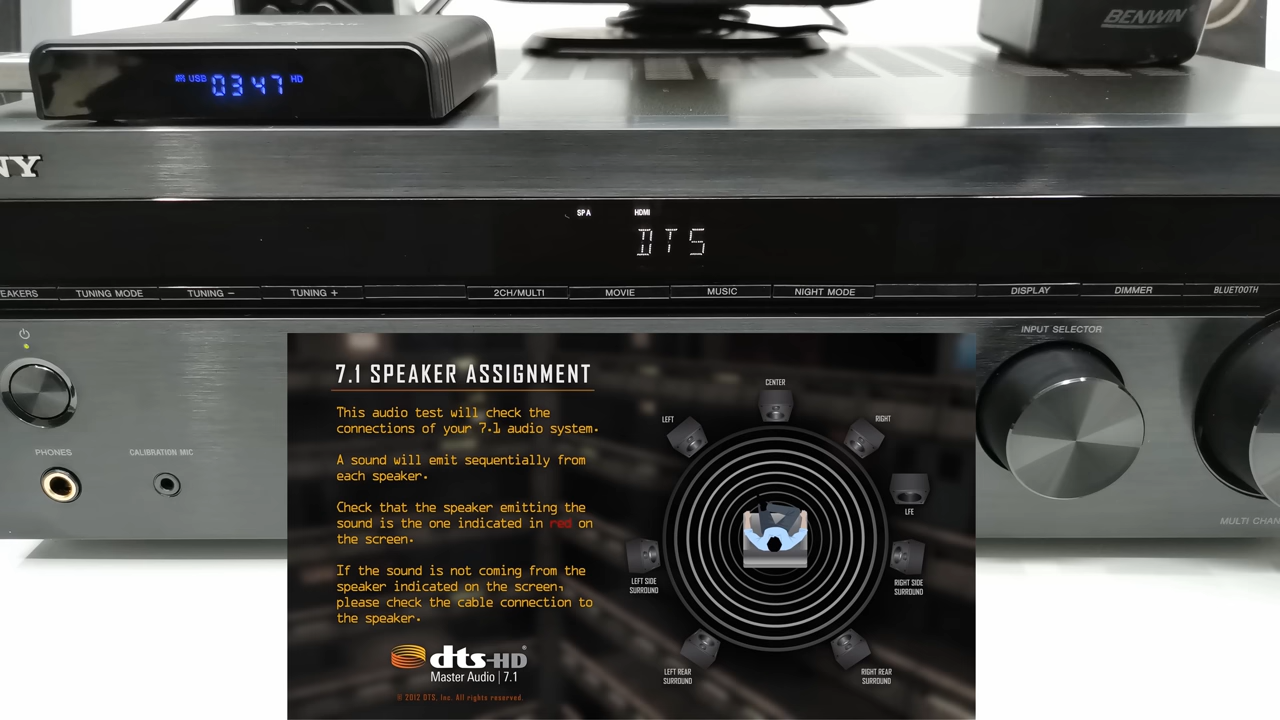 USB 03:47 HD
BENWIN
NY
SPA HDMI
DTS
EAKERS TUNING MODE TUNING – TUNING + 2CH/MULTI MOVIE MUSIC NIGHT MODE DISPLAY DIMMER BLUETOOTH
INPUT SELECTOR
PHONES CALIBRATION MIC
MULTI CHAN
7.1 SPEAKER ASSIGNMENT
This audio test will check the
connections of your 7.1 audio system.
A sound will emit sequentially from
each speaker.
Check that the speaker emitting the
sound is the one indicated in red on
the screen.
If the sound is not coming from the
speaker indicated on the screen,
please check the cable connection to
the speaker.
dts-HD®
Master Audio | 7.1
© 2012 DTS, Inc. All rights reserved.
CENTER
LEFT
RIGHT
LFE
LEFT SIDE
SURROUND
RIGHT SIDE
SURROUND
LEFT REAR
SURROUND
RIGHT REAR
SURROUND